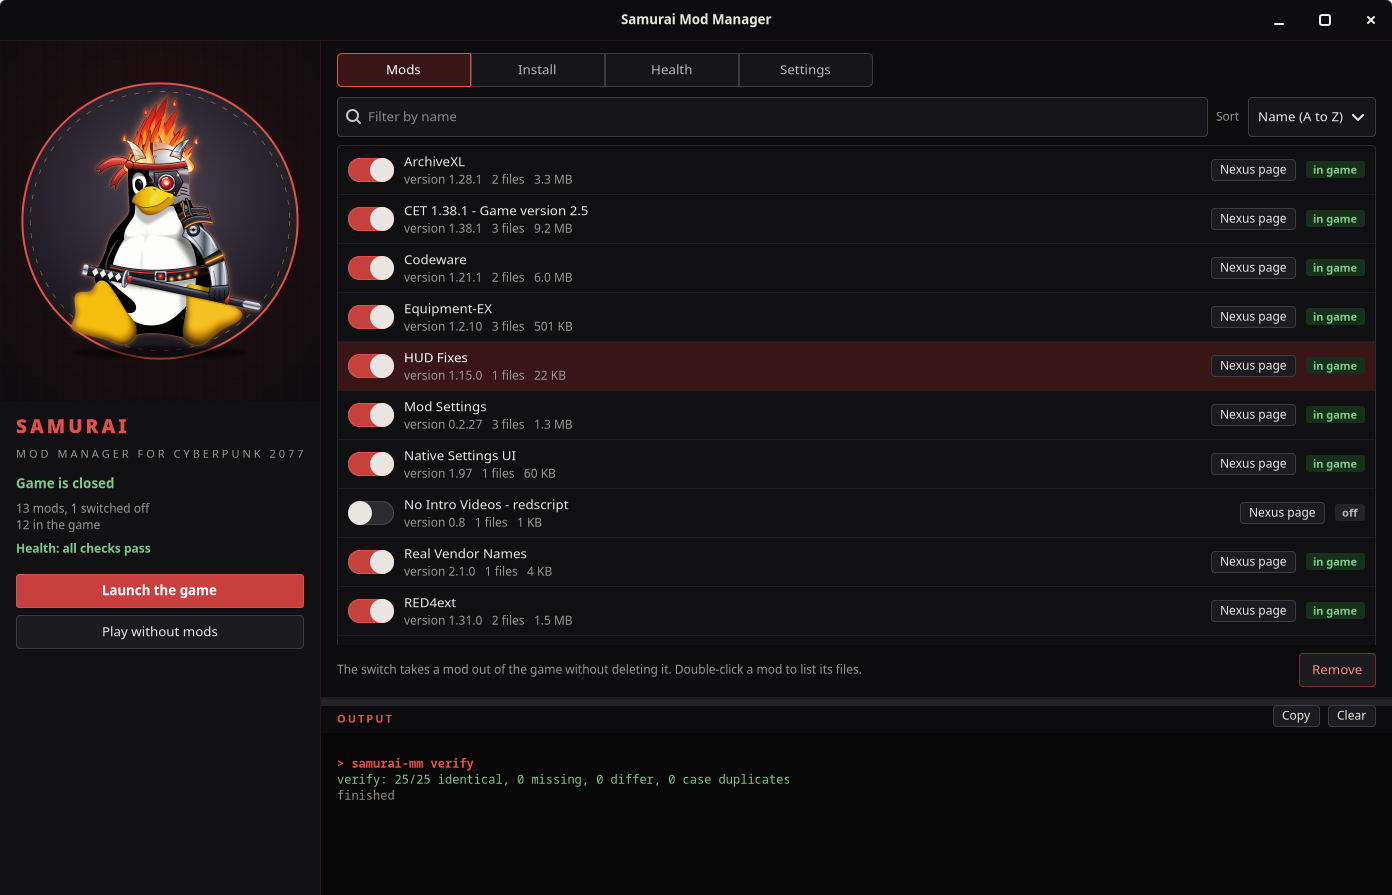 Samurai Mod Manager
Mods
Install
Health
Settings
Filter by name
Sort
Name (A to Z)
ArchiveXL
version 1.28.1 2 files 3.3 MB
Nexus page
in game
CET 1.38.1 - Game version 2.5
version 1.38.1 3 files 9.2 MB
Nexus page
in game
Codeware
version 1.21.1 2 files 6.0 MB
Nexus page
in game
Equipment-EX
version 1.2.10 3 files 501 KB
Nexus page
in game
HUD Fixes
version 1.15.0 1 files 22 KB
Nexus page
in game
Mod Settings
version 0.2.27 3 files 1.3 MB
Nexus page
in game
Native Settings UI
version 1.97 1 files 60 KB
Nexus page
in game
No Intro Videos - redscript
version 0.8 1 files 1 KB
Nexus page
off
Real Vendor Names
version 2.1.0 1 files 4 KB
Nexus page
in game
RED4ext
version 1.31.0 2 files 1.5 MB
Nexus page
in game
The switch takes a mod out of the game without deleting it. Double-click a mod to list its files.
Remove
SAMURAI
MOD MANAGER FOR CYBERPUNK 2077
Game is closed
13 mods, 1 switched off
12 in the game
Health: all checks pass
Launch the game
Play without mods
OUTPUT
Copy
Clear
> samurai-mm verify
verify: 25/25 identical, 0 missing, 0 differ, 0 case duplicates
finished